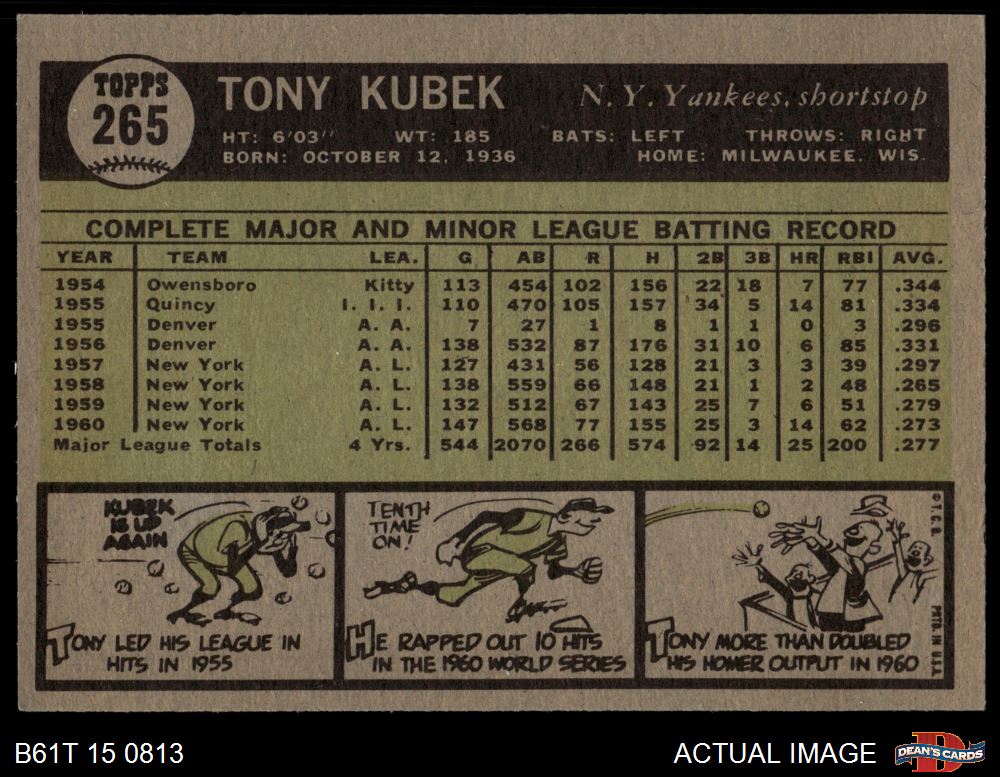 TOPPS
265
TONY KUBEK
N. Y. Yankees, shortstop
HT: 6'03" WT: 185 BATS: LEFT THROWS: RIGHT
BORN: OCTOBER 12, 1936 HOME: MILWAUKEE, WIS.
COMPLETE MAJOR AND MINOR LEAGUE BATTING RECORD
YEAR TEAM LEA. G AB R H 2B 3B HR RBI AVG.
1954 Owensboro Kitty 113 454 102 156 22 18 7 77 .344
1955 Quincy I. I. I. 110 470 105 157 34 5 14 81 .334
1955 Denver A. A. 7 27 1 8 1 1 0 3 .296
1956 Denver A. A. 138 532 87 176 31 10 6 85 .331
1957 New York A. L. 127 431 56 128 21 3 3 39 .297
1958 New York A. L. 138 559 66 148 21 1 2 48 .265
1959 New York A. L. 132 512 67 143 25 7 6 51 .279
1960 New York A. L. 147 568 77 155 25 3 14 62 .273
Major League Totals 4 Yrs. 544 2070 266 574 92 14 25 200 .277
KUBEK
IS UP
AGAIN
TONY LED HIS LEAGUE IN
HITS IN 1955
TENTH
TIME
ON!
HE RAPPED OUT 10 HITS
IN THE 1960 WORLD SERIES
TONY MORE THAN DOUBLED
HIS HOMER OUTPUT IN 1960
© T. C. G.
PTD. IN U.S.A.
B61T 15 0813
ACTUAL IMAGE
DEAN'S CARDS